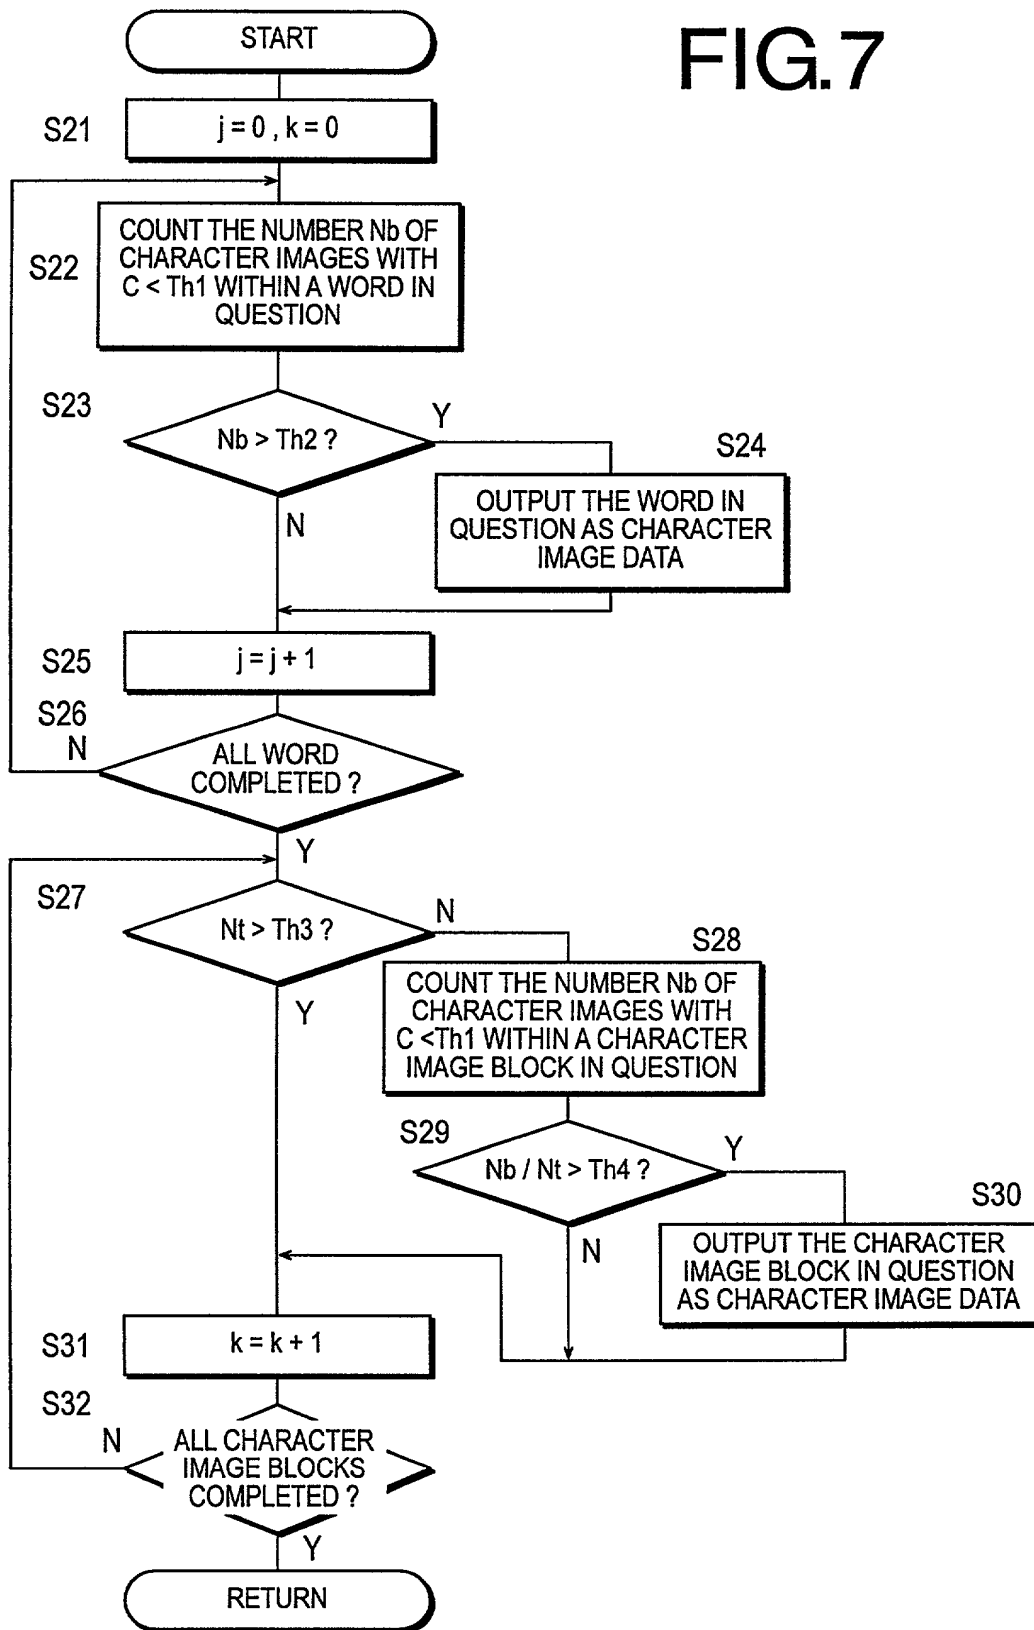 START
FIG.7
S21
j = 0 , k = 0
S22
COUNT THE NUMBER Nb OF
CHARACTER IMAGES WITH
C < Th1 WITHIN A WORD IN
QUESTION
S23
Nb > Th2 ?
Y
N
S24
OUTPUT THE WORD IN
QUESTION AS CHARACTER
IMAGE DATA
S25
j = j + 1
S26
N
ALL WORD
COMPLETED ?
Y
S27
Nt > Th3 ?
N
Y
S28
COUNT THE NUMBER Nb OF
CHARACTER IMAGES WITH
C <Th1 WITHIN A CHARACTER
IMAGE BLOCK IN QUESTION
S29
Nb / Nt > Th4 ?
Y
N
S30
OUTPUT THE CHARACTER
IMAGE BLOCK IN QUESTION
AS CHARACTER IMAGE DATA
S31
k = k + 1
S32
N
ALL CHARACTER
IMAGE BLOCKS
COMPLETED ?
Y
RETURN